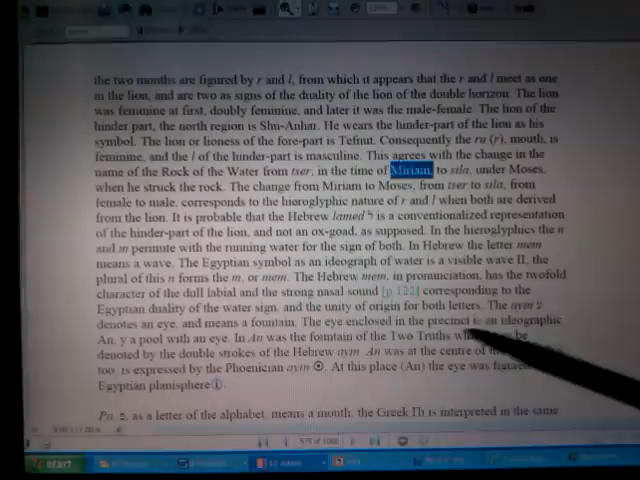 the two months are figured by r and l, from which it appears that the r and l meet as one
in the lion, and are two as signs of the duality of the lion of the double horizon. The lion
was feminine at first, doubly feminine, and later it was the male-female. The lion of the
hinder part, the north region is Shu-Anhar. He wears the hinder-part of the lion as his
symbol. The lion or lioness of the fore-part is Tefnut. Consequently the ru (r), mouth, is
feminine, and the l of the hinder-part is masculine. This agrees with the change in the
name of the Rock of the Water from tser, in the time of Miriam, to sila, under Moses,
when he struck the rock. The change from Miriam to Moses, from tser to sila, from
female to male, corresponds to the hieroglyphic nature of r and l when both are derived
from the lion. It is probable that the Hebrew lamed ל is a conventionalized representation
of the hinder-part of the lion, and not an ox-goad, as supposed. In the hieroglyphics the n
and m permute with the running water for the sign of both. In Hebrew the letter mem
means a wave. The Egyptian symbol as an ideograph of water is a visible wave II, the
plural of this n forms the m, or mem. The Hebrew mem, in pronunciation, has the twofold
character of the dull labial and the strong nasal sound [p.122] corresponding to the
Egyptian duality of the water sign, and the unity of origin for both letters. The ayin
denotes an eye, and means a fountain. The eye enclosed in the precinct is an ideographic
An, y a pool with an eye. In An was the fountain of the Two Truths be
denoted by the double strokes of the Hebrew ayin An was at the centre of
too, is expressed by the Phoenician ayin ⊙. At this place (An) the eye was
Egyptian planisphere
Pa פ, as a letter of the alphabet, means a mouth, the Greek Π is interpreted in the same
start